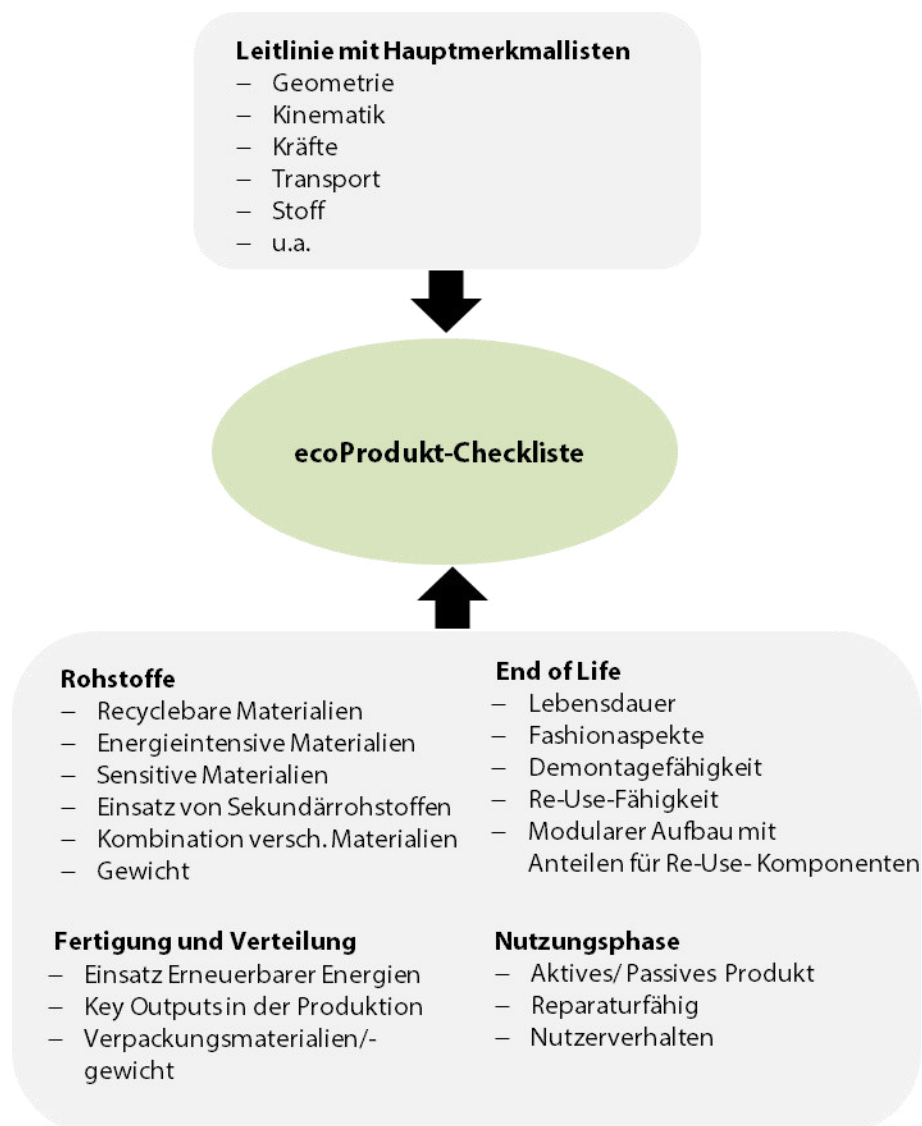 Leitlinie mit Hauptmerkmallisten
– Geometrie
– Kinematik
– Kräfte
– Transport
– Stoff
– u.a.
ecoProdukt-Checkliste
Rohstoffe
– Recyclebare Materialien
– Energieintensive Materialien
– Sensitive Materialien
– Einsatz von Sekundärrohstoffen
– Kombination versch. Materialien
– Gewicht
End of Life
– Lebensdauer
– Fashionaspekte
– Demontagefähigkeit
– Re-Use-Fähigkeit
– Modularer Aufbau mit
Anteilen für Re-Use- Komponenten
Fertigung und Verteilung
– Einsatz Erneuerbarer Energien
– Key Outputs in der Produktion
– Verpackungsmaterialien/-
gewicht
Nutzungsphase
– Aktives/ Passives Produkt
– Reparaturfähig
– Nutzerverhalten